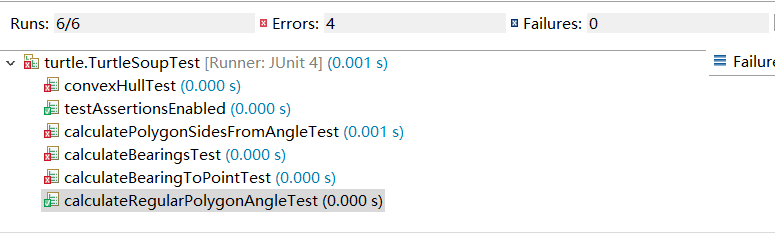 Runs: 6/6 Errors: 4 Failures: 0
turtle.TurtleSoupTest [Runner: JUnit 4] (0.001 s)
Failure
convexHullTest (0.000 s)
testAssertionsEnabled (0.000 s)
calculatePolygonSidesFromAngleTest (0.001 s)
calculateBearingsTest (0.000 s)
calculateBearingToPointTest (0.000 s)
calculateRegularPolygonAngleTest (0.000 s)